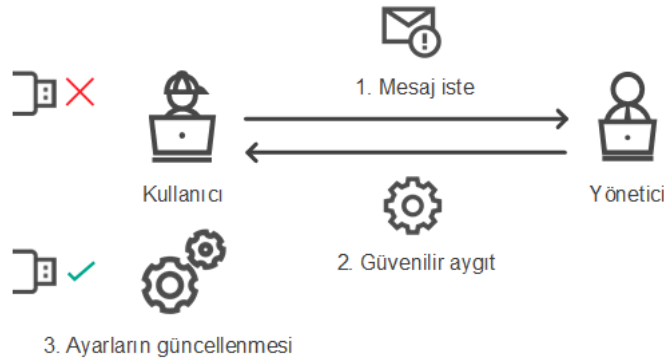 1. Mesaj iste
Kullanıcı
Yönetici
2. Güvenilir aygıt
3. Ayarların güncellenmesi